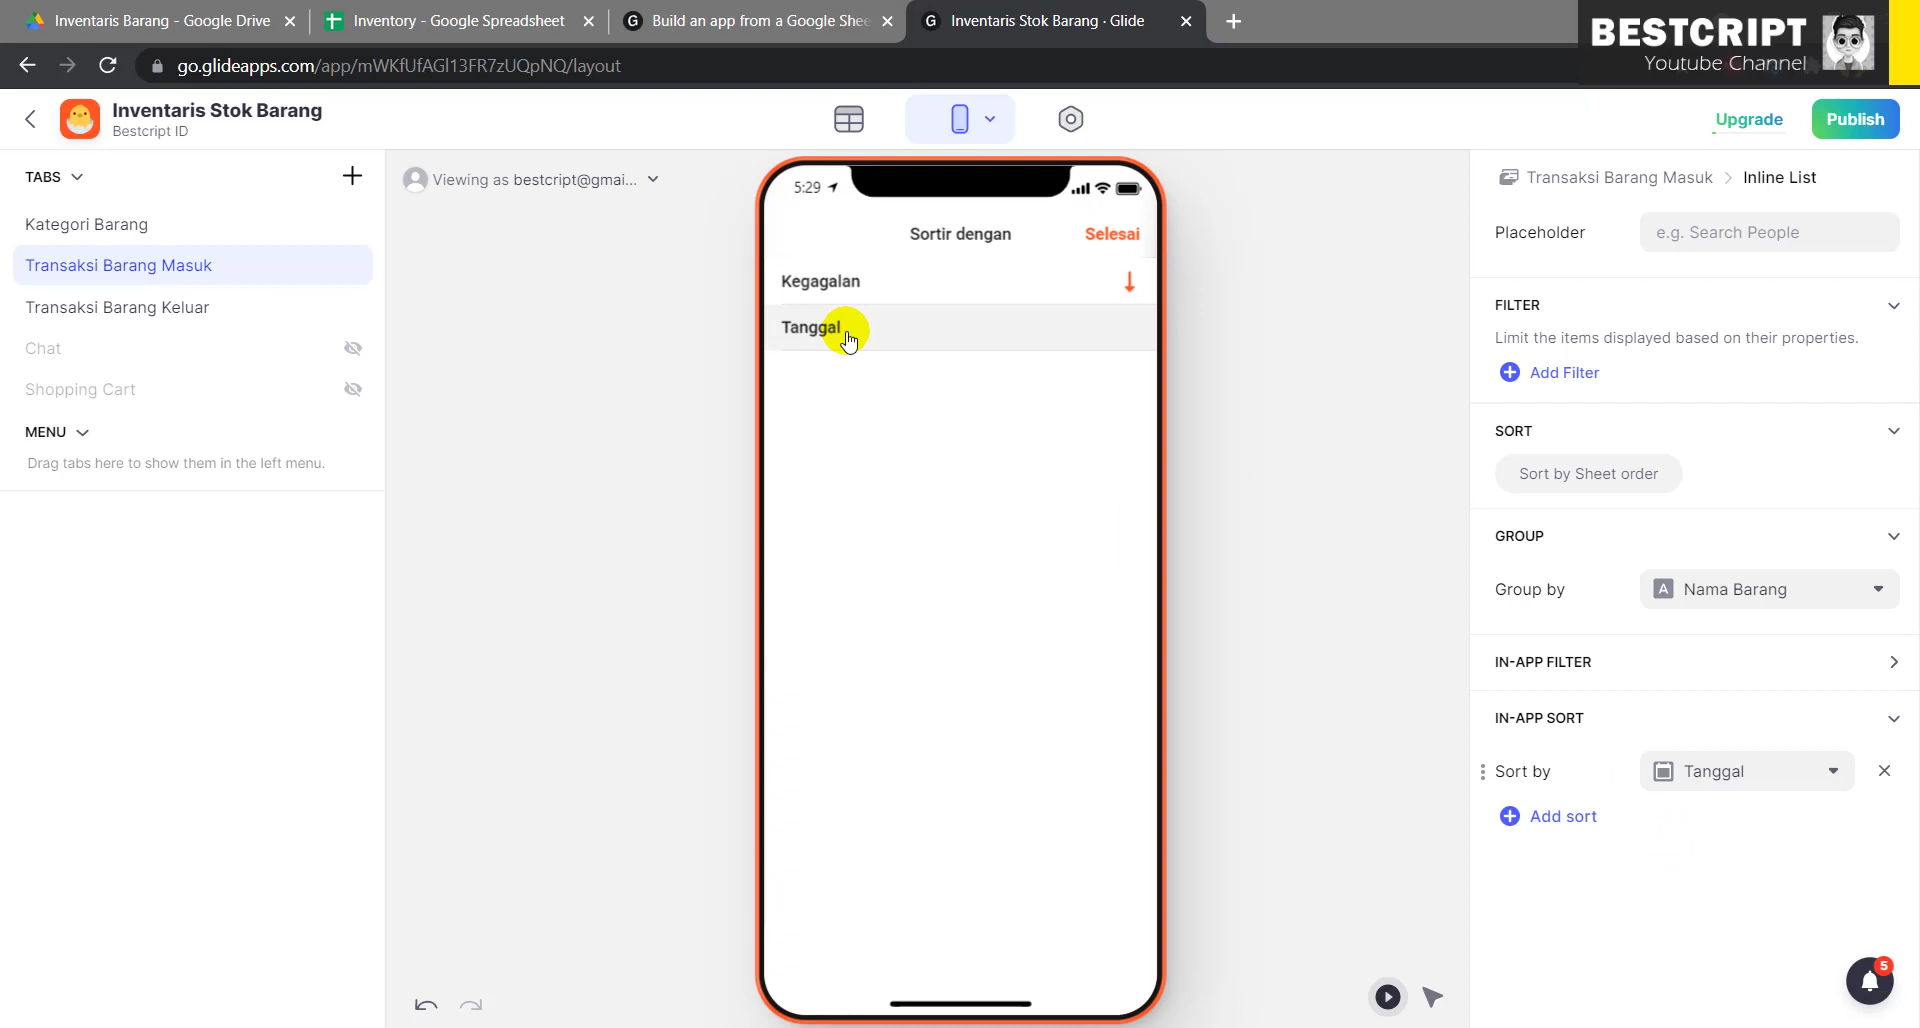 Inventaris Barang - Google Drive
Inventory - Google Spreadsheet
Build an app from a Google Shee
Inventaris Stok Barang · Glide
BESTCRIPT
Youtube Channel
go.glideapps.com/app/mWKfUfAGl13FR7zUQpNQ/layout
Inventaris Stok Barang
Bestcript ID
Upgrade
Publish
TABS
Kategori Barang
Transaksi Barang Masuk
Transaksi Barang Keluar
Chat
Shopping Cart
MENU
Drag tabs here to show them in the left menu.
Viewing as bestcript@gmai...
5:29
Sortir dengan
Selesai
Kegagalan
Tanggal
Transaksi Barang Masuk > Inline List
Placeholder
e.g. Search People
FILTER
Limit the items displayed based on their properties.
Add Filter
SORT
Sort by Sheet order
GROUP
Group by
Nama Barang
IN-APP FILTER
IN-APP SORT
Sort by
Tanggal
Add sort
5